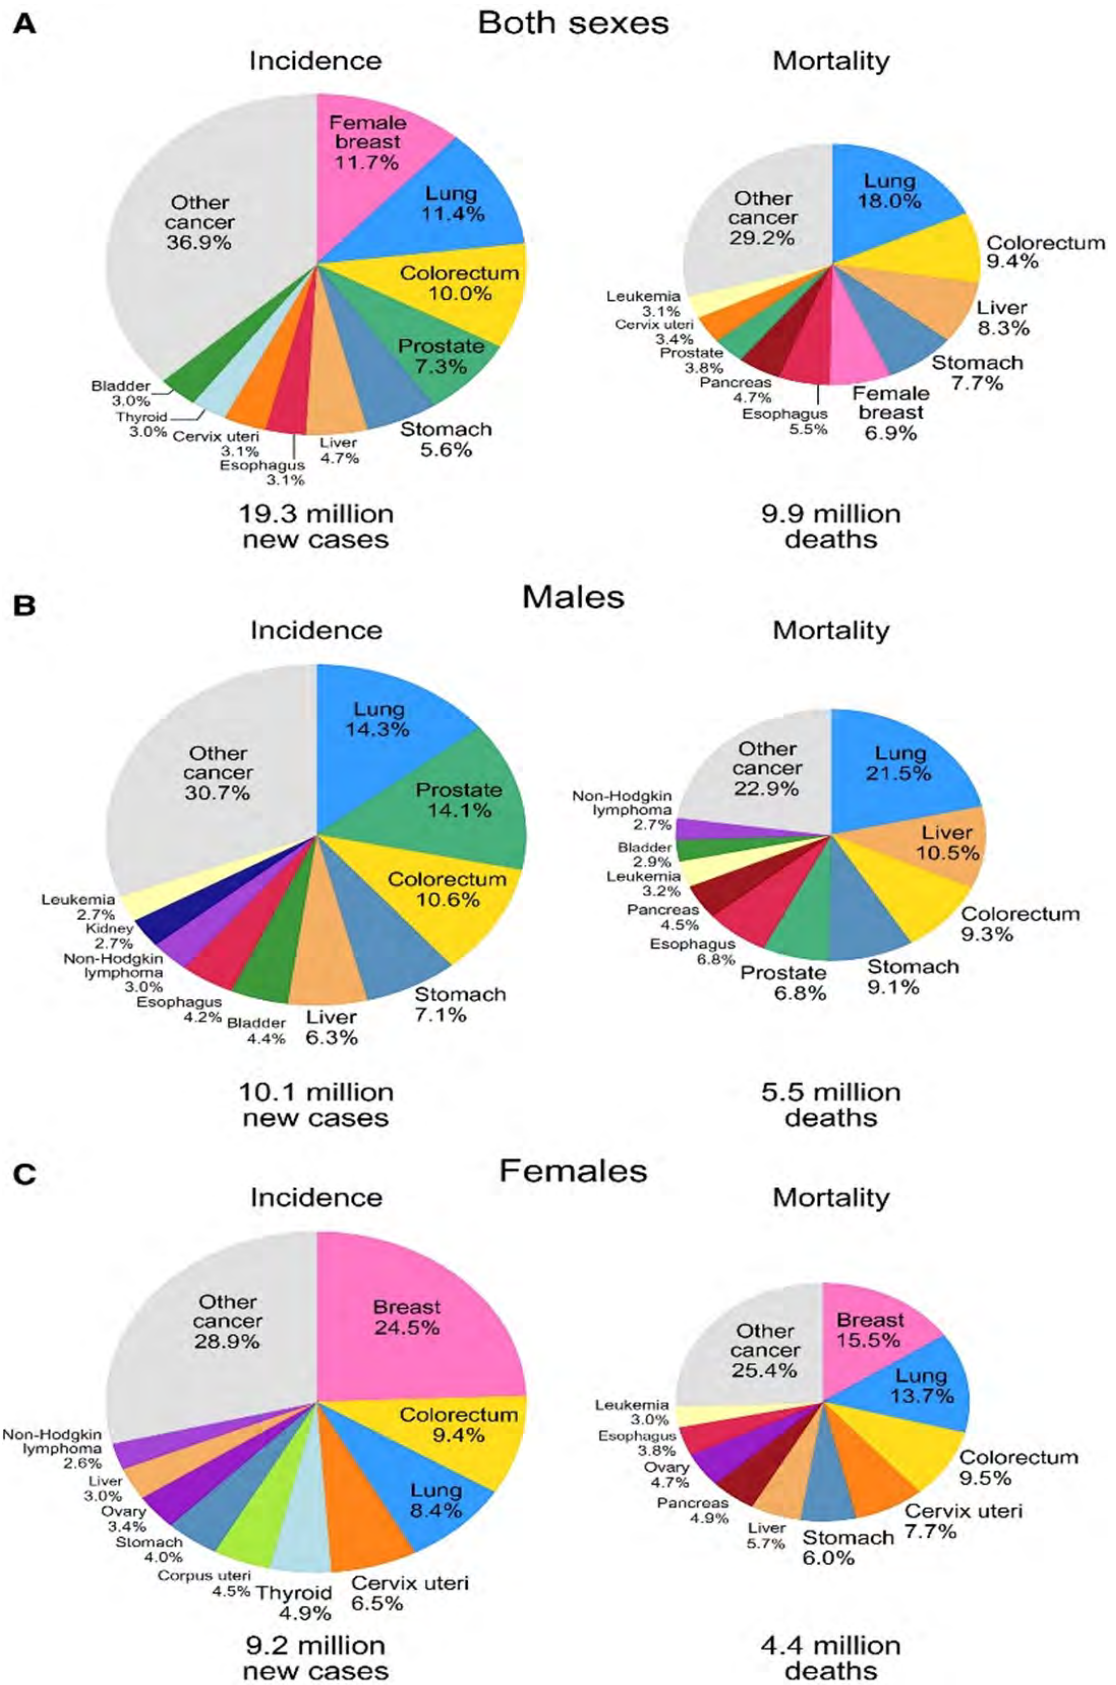 A
Both sexes
Incidence
Mortality
Female
breast
11.7%
Lung
11.4%
Colorectum
10.0%
Prostate
7.3%
Stomach
5.6%
Liver
4.7%
Esophagus
3.1%
Cervix uteri
3.1%
Thyroid
3.0%
Bladder
3.0%
Other
cancer
36.9%
19.3 million
new cases
Lung
18.0%
Colorectum
9.4%
Liver
8.3%
Stomach
7.7%
Female
breast
6.9%
Esophagus
5.5%
Pancreas
4.7%
Prostate
3.8%
Cervix uteri
3.4%
Leukemia
3.1%
Other
cancer
29.2%
9.9 million
deaths
B
Males
Incidence
Mortality
Lung
14.3%
Prostate
14.1%
Colorectum
10.6%
Stomach
7.1%
Liver
6.3%
Bladder
4.4%
Esophagus
4.2%
Non-Hodgkin
lymphoma
3.0%
Kidney
2.7%
Leukemia
2.7%
Other
cancer
30.7%
10.1 million
new cases
Lung
21.5%
Liver
10.5%
Colorectum
9.3%
Stomach
9.1%
Prostate
6.8%
Esophagus
6.8%
Pancreas
4.5%
Leukemia
3.2%
Bladder
2.9%
Non-Hodgkin
lymphoma
2.7%
Other
cancer
22.9%
5.5 million
deaths
C
Females
Incidence
Mortality
Breast
24.5%
Colorectum
9.4%
Lung
8.4%
Cervix uteri
6.5%
Thyroid
4.9%
Corpus uteri
4.5%
Stomach
4.0%
Ovary
3.4%
Liver
3.0%
Non-Hodgkin
lymphoma
2.6%
Other
cancer
28.9%
9.2 million
new cases
Breast
15.5%
Lung
13.7%
Colorectum
9.5%
Cervix uteri
7.7%
Stomach
6.0%
Liver
5.7%
Pancreas
4.9%
Ovary
4.7%
Esophagus
3.8%
Leukemia
3.0%
Other
cancer
25.4%
4.4 million
deaths